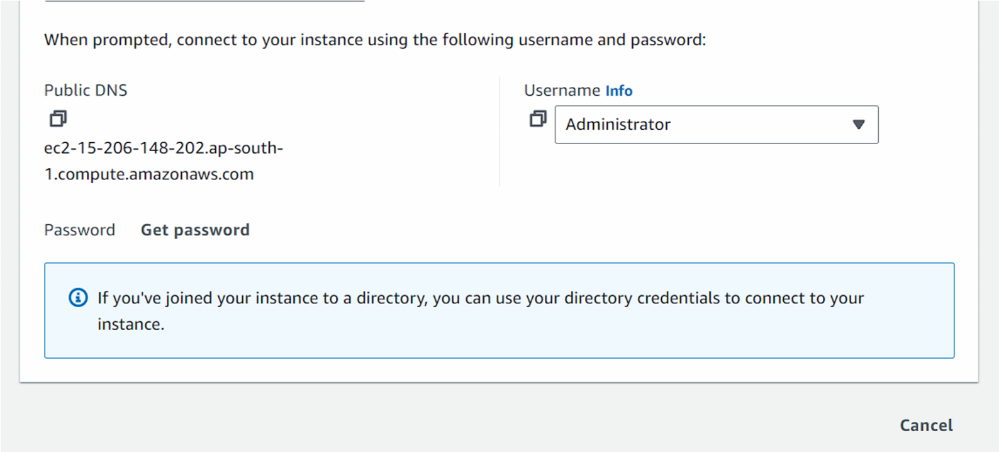 When prompted, connect to your instance using the following username and password:
Public DNS
ec2-15-206-148-202.ap-south-
1.compute.amazonaws.com
Username Info
Administrator
Password Get password
If you've joined your instance to a directory, you can use your directory credentials to connect to your
instance.
Cancel